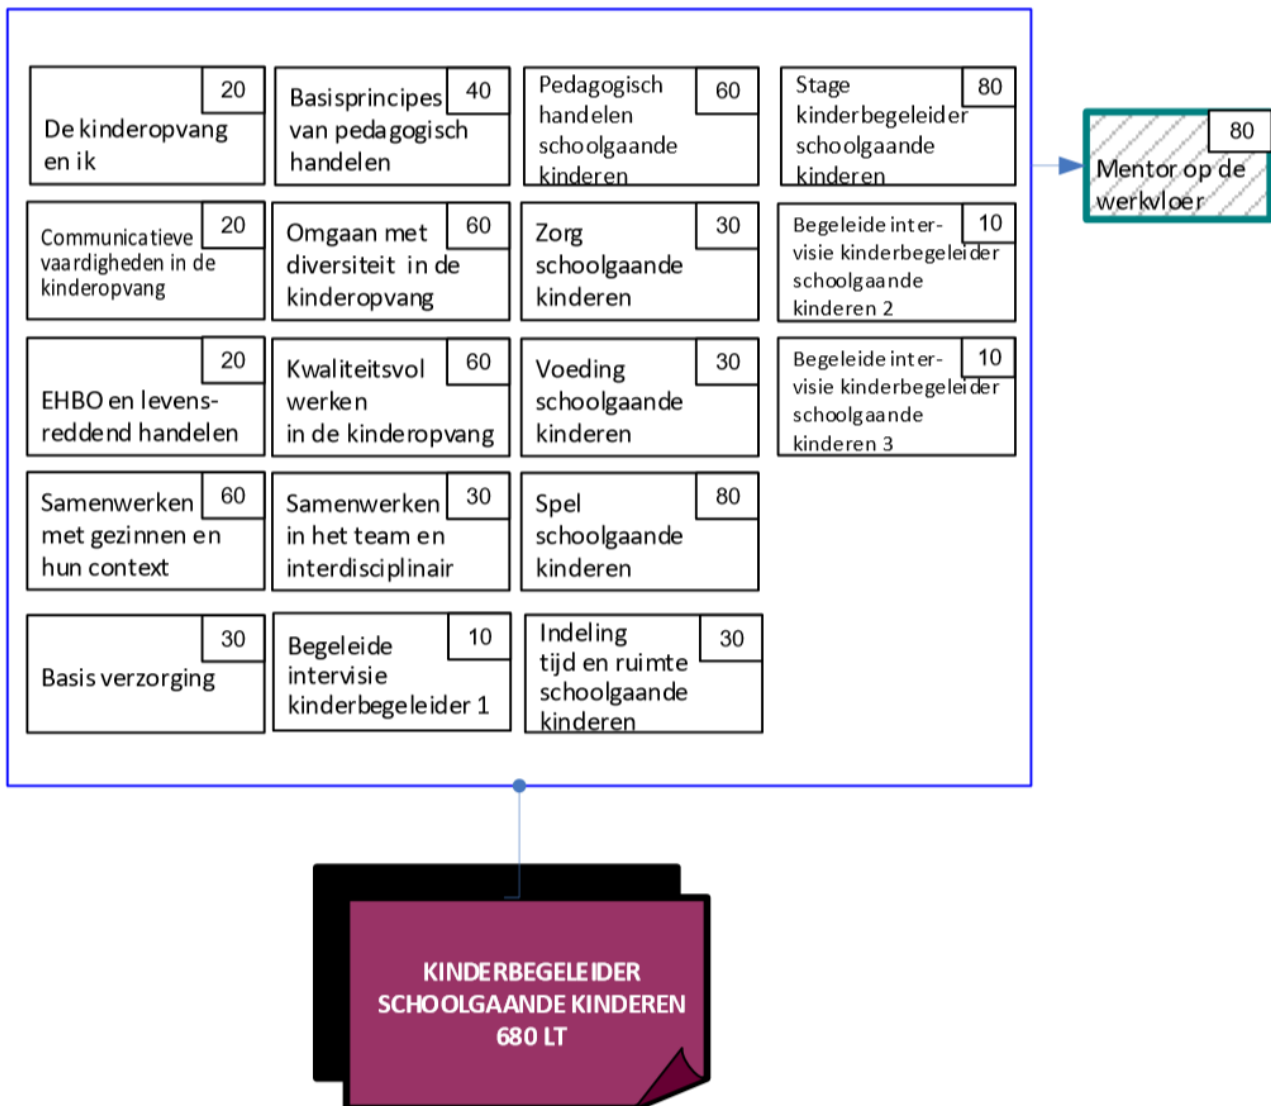 20
De kinderopvang
en ik
40
Basisprincipes
van pedagogisch
handelen
60
Pedagogisch
handelen
schoolgaande
kinderen
80
Stage
kinderbegeleider
schoolgaande
kinderen
80
Mentor op de
werkvloer
20
Communicatieve
vaardigheden in de
kinderopvang
60
Omgaan met
diversiteit in de
kinderopvang
30
Zorg
schoolgaande
kinderen
10
Begeleide inter-
visie kinderbegeleider
schoolgaande
kinderen 2
20
EHBO en levens-
reddend handelen
60
Kwaliteitsvol
werken
in de kinderopvang
30
Voeding
schoolgaande
kinderen
10
Begeleide inter-
visie kinderbegeleider
schoolgaande
kinderen 3
60
Samenwerken
met gezinnen en
hun context
30
Samenwerken
in het team en
interdisciplinair
80
Spel
schoolgaande
kinderen
30
Basis verzorging
10
Begeleide
intervisie
kinderbegeleider 1
30
Indeling
tijd en ruimte
schoolgaande
kinderen
KINDERBEGELEIDER
SCHOOLGAANDE KINDEREN
680 LT